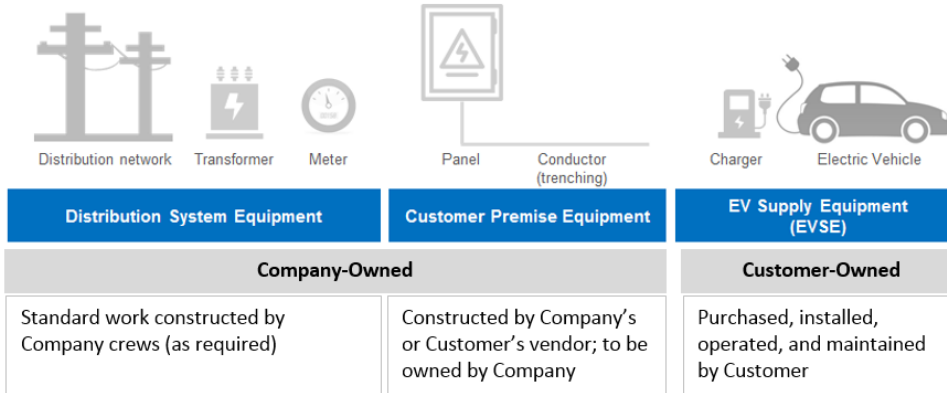 Distribution network
Transformer
Meter
Panel
Conductor
(trenching)
Charger
Electric Vehicle
Distribution System Equipment
Customer Premise Equipment
EV Supply Equipment
(EVSE)
Company-Owned
Customer-Owned
Standard work constructed by
Company crews (as required)
Constructed by Company’s
or Customer’s vendor; to be
owned by Company
Purchased, installed,
operated, and maintained
by Customer